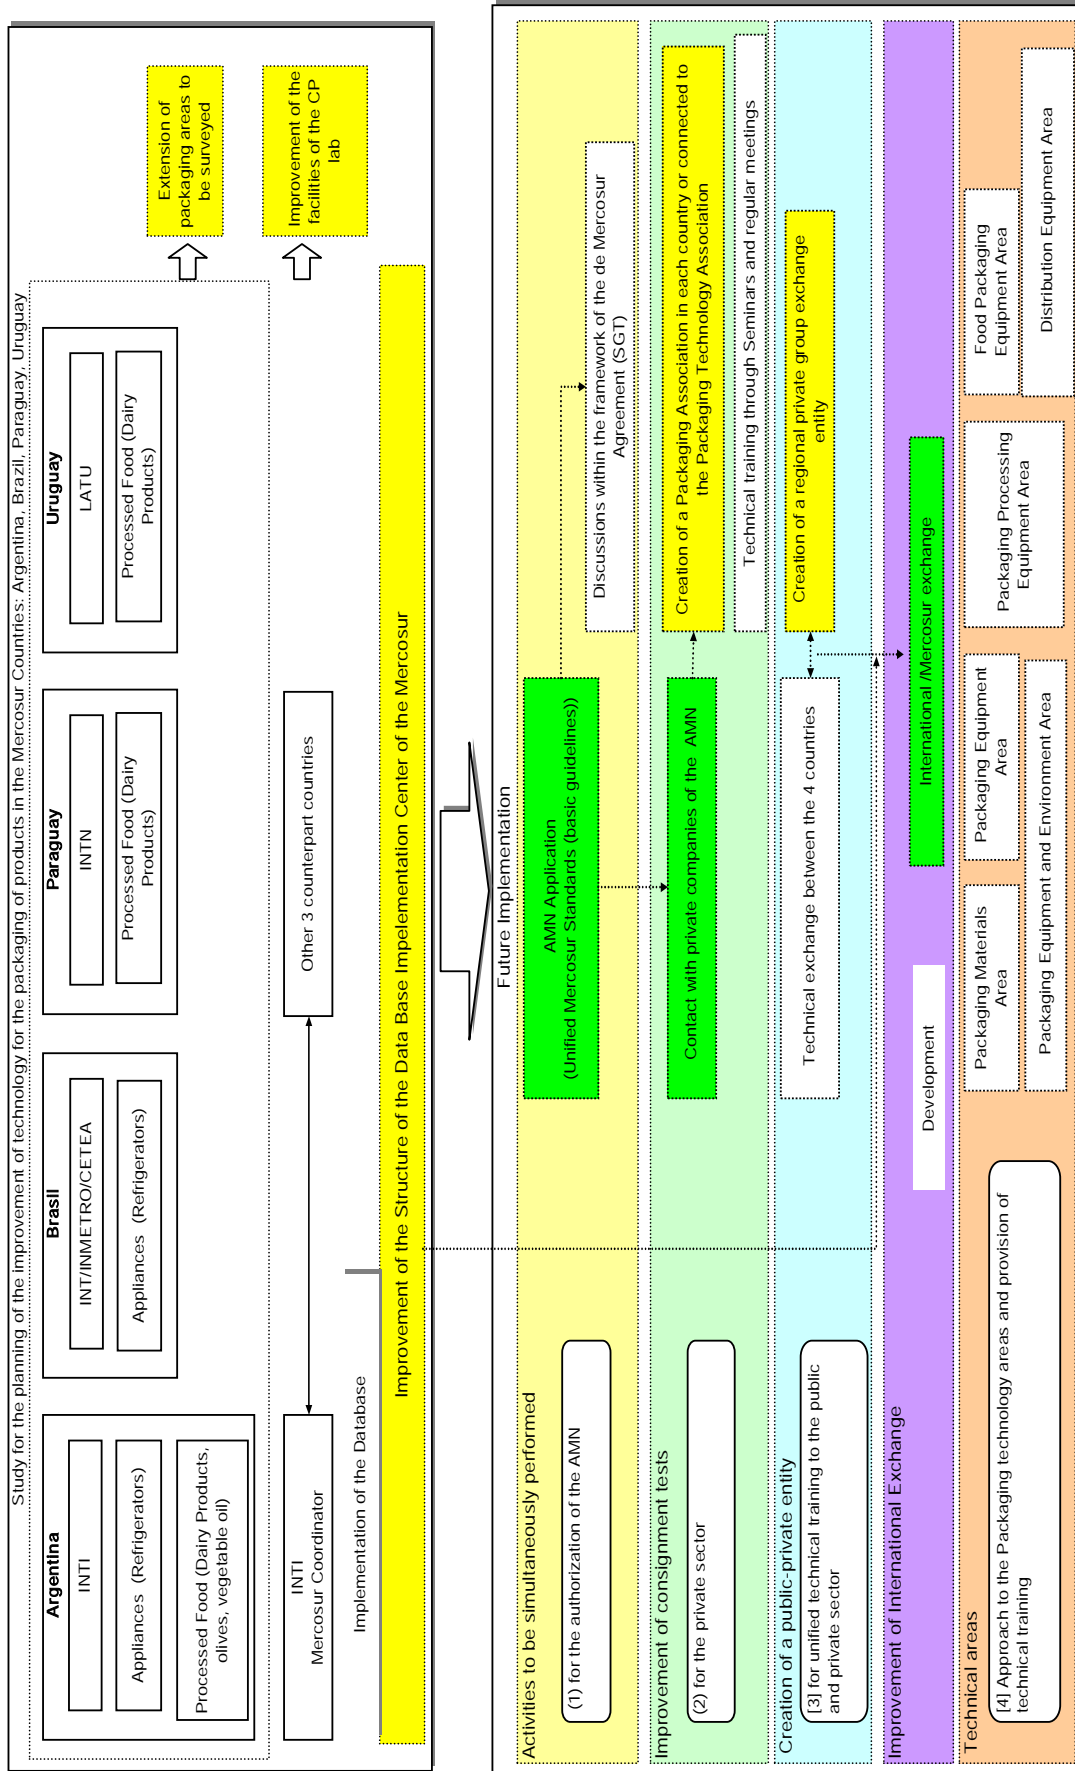 Study for the planning of the improvement of technology for the packaging of products in the Mercosur Countries: Argentina, Brazil, Paraguay, Uruguay
Argentina
INTI
Appliances (Refrigerators)
Processed Food (Dairy Products,
olives, vegetable oil)
Brasil
INT/INMETRO/CETEA
Appliances (Refrigerators)
Paraguay
INTN
Processed Food (Dairy
Products)
Uruguay
LATU
Processed Food (Dairy
Products)
Extension of
packaging areas to
be surveyed
Improvement of the
facilities of the CP
lab
INTI
Mercosur Coordinator
Other 3 counterpart countries
Implementation of the Database
Improvement of the Structure of the Data Base Impelementation Center of the Mercosur
Future Implementation
Activities to be simultaneously performed
(1) for the authorization of the AMN
AMN Application
(Unified Mercosur Standards (basic guidelines))
Discussions within the framework of the de Mercosur
Agreement (SGT)
Improvement of consignment tests
(2) for the private sector
Contact with private companies of the AMN
Creation of a Packaging Association in each country or connected to
the Packaging Technology Association
Technical training through Seminars and regular meetings
Creation of a public-private entity
[3] for unified technical training to the public
and private sector
Technical exchange between the 4 countries
Creation of a regional private group exchange
entity
Improvement of International Exchange
Development
International /Mercosur exchange
Technical areas
[4] Approach to the Packaging technology areas and provision of
technical training
Packaging Materials
Area
Packaging Equipment
Area
Packaging Processing
Equipment Area
Food Packaging
Equipment Area
Packaging Equipment and Environment Area
Distribution Equipment Area